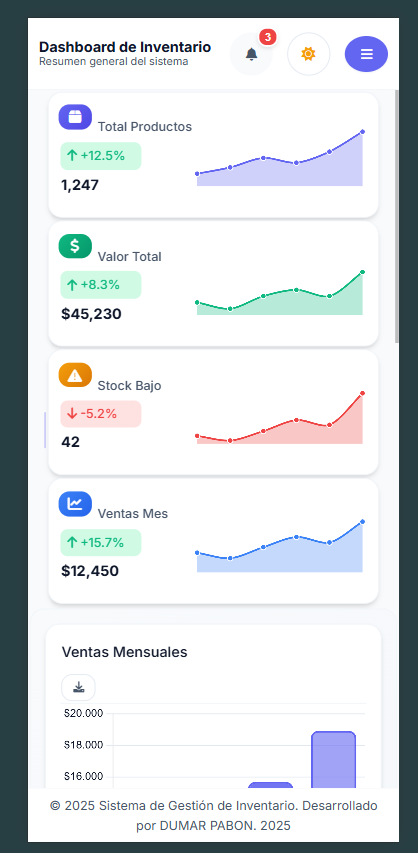 Dashboard de Inventario
Resumen general del sistema
3
Total Productos
+12.5%
1,247
Valor Total
+8.3%
$45,230
Stock Bajo
-5.2%
42
Ventas Mes
+15.7%
$12,450
Ventas Mensuales
$20.000
$18.000
$16.000
© 2025 Sistema de Gestión de Inventario. Desarrollado
por DUMAR PABON. 2025